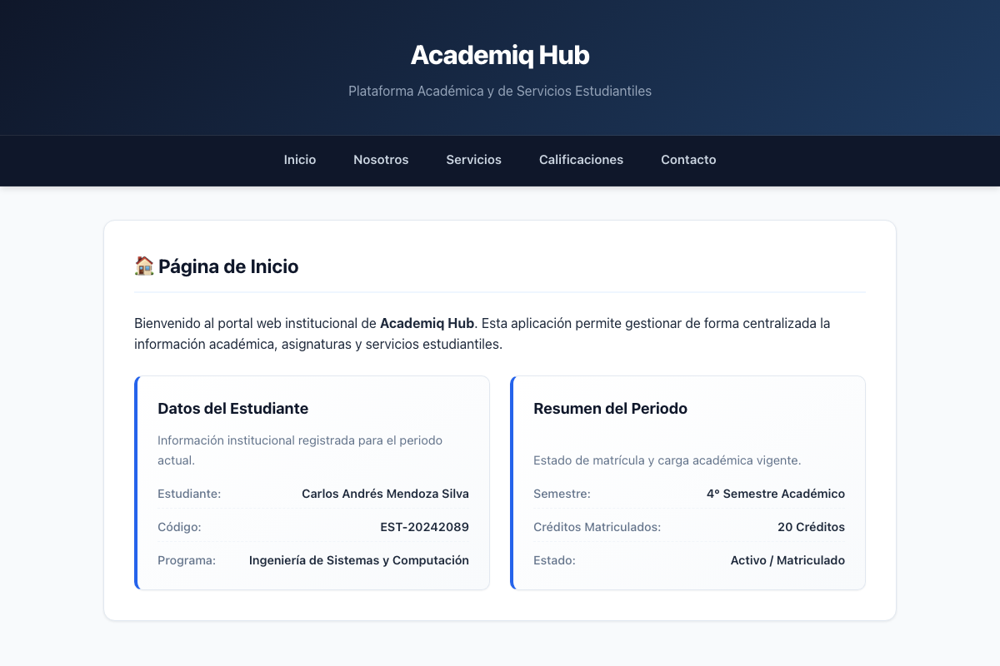 Academiq Hub
Plataforma Académica y de Servicios Estudiantiles
Inicio Nosotros Servicios Calificaciones Contacto
Página de Inicio
Bienvenido al portal web institucional de Academiq Hub. Esta aplicación permite gestionar de forma centralizada la
información académica, asignaturas y servicios estudiantiles.
Datos del Estudiante
Información institucional registrada para el periodo
actual.
Estudiante: Carlos Andrés Mendoza Silva
Código: EST-20242089
Programa: Ingeniería de Sistemas y Computación
Resumen del Periodo
Estado de matrícula y carga académica vigente.
Semestre: 4° Semestre Académico
Créditos Matriculados: 20 Créditos
Estado: Activo / Matriculado